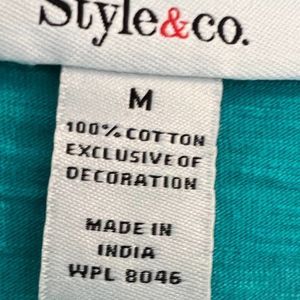 Style&co.
M
100% COTTON
EXCLUSIVE OF
DECORATION
MADE IN
INDIA
WPL 8046